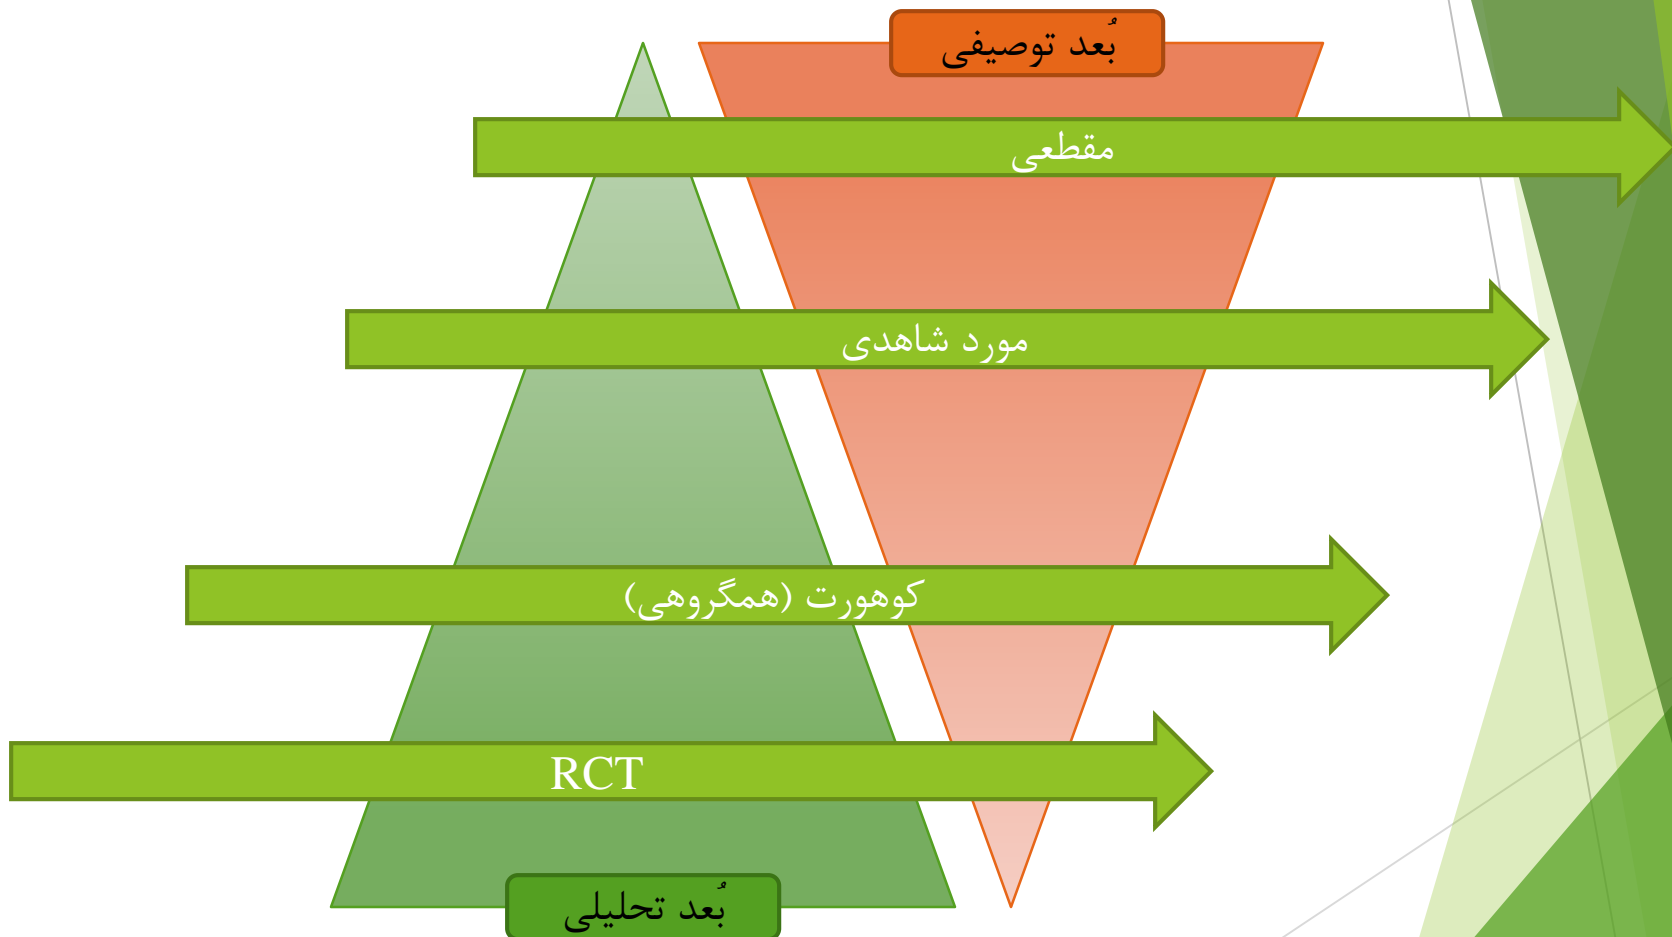 بُعد توصیفی
مقطعی
مورد شاهدی
کوهورت (همگروهی)
RCT
بُعد تحلیلی